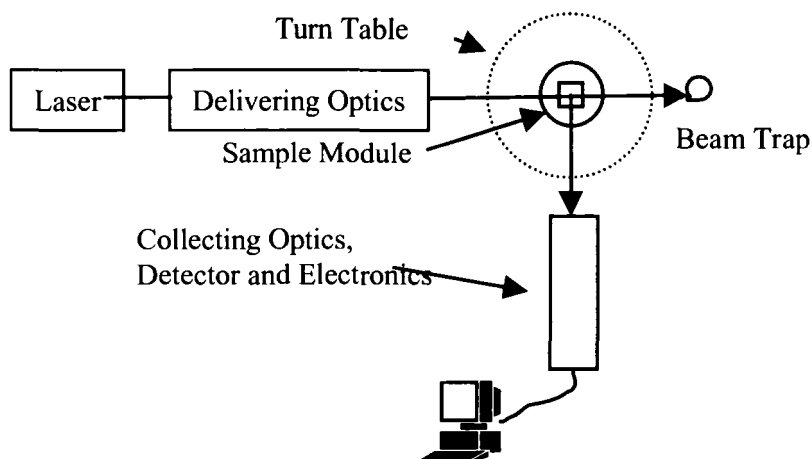 Turn Table
Laser
Delivering Optics
Sample Module
Beam Trap
Collecting Optics,
Detector and Electronics